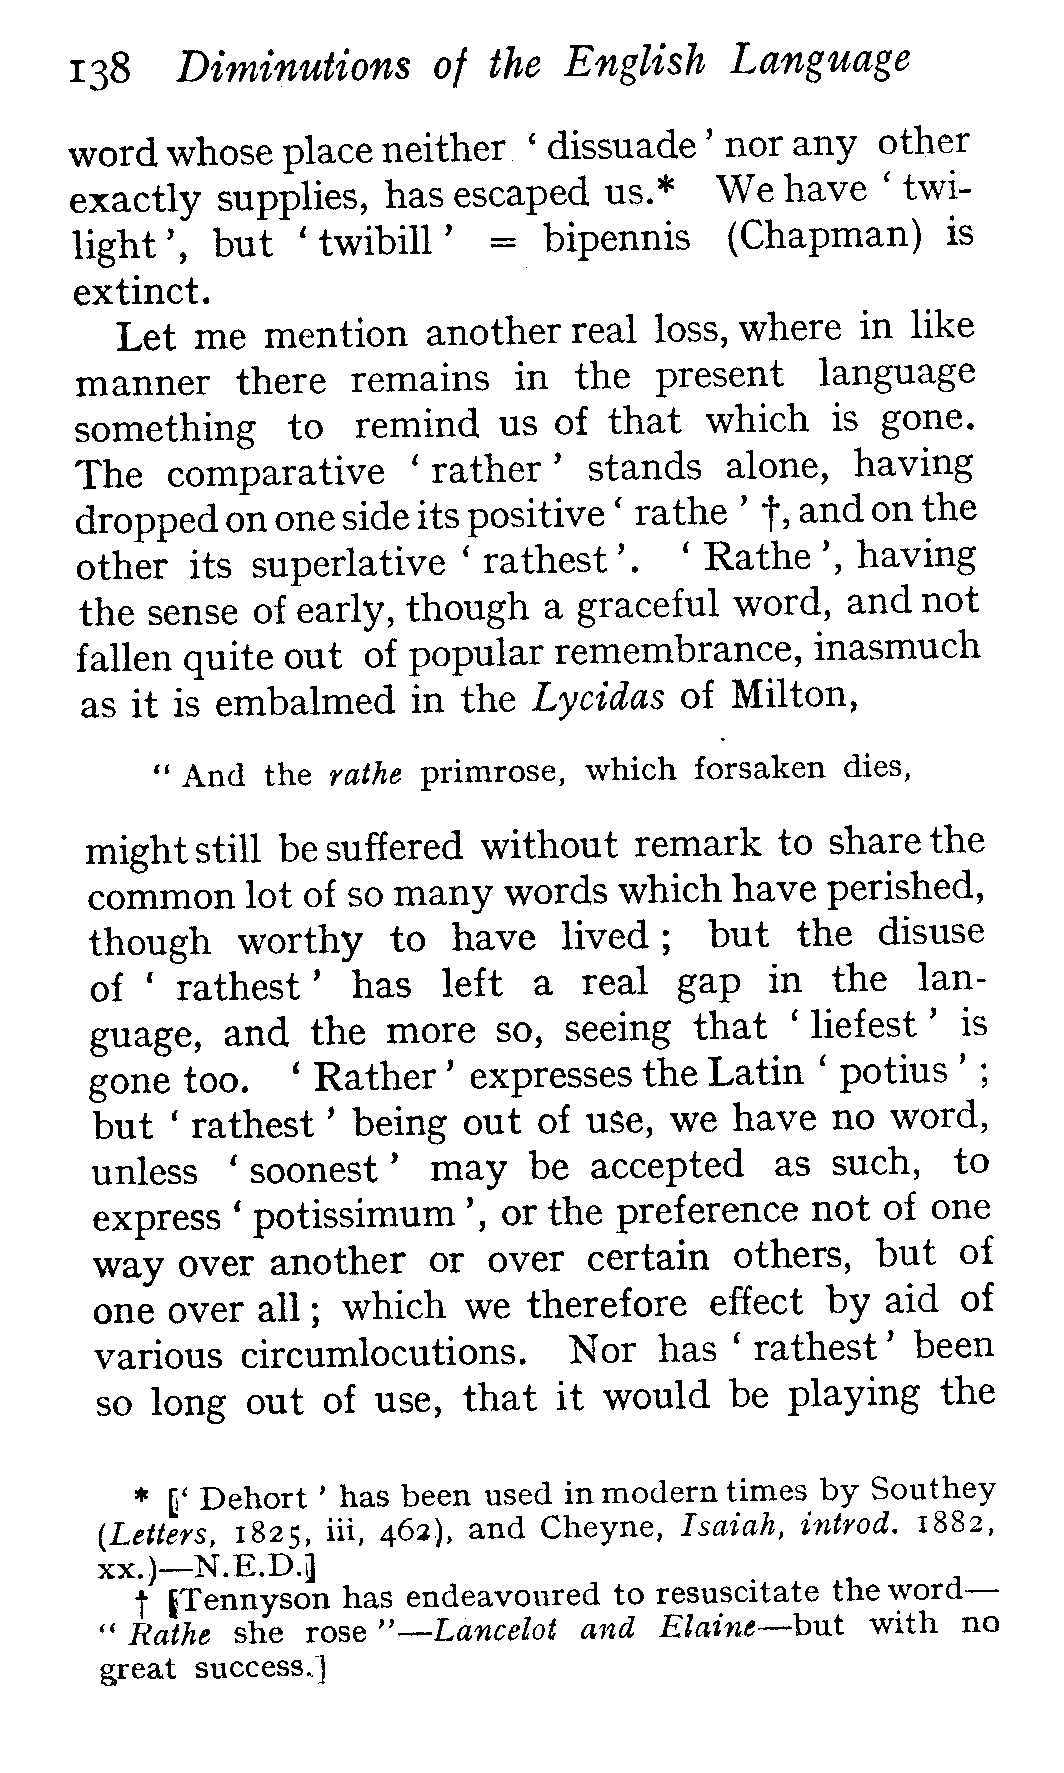 138 Diminutions of the English Language
word whose place neither ‘ dissuade ’ nor any other
exactly supplies, has escaped us.* We have ‘ twi-
light ’, but ‘ twibill ’ = bipennis (Chapman) is
extinct.
Let me mention another real loss, where in like
manner there remains in the present language
something to remind us of that which is gone.
The comparative ‘ rather ’ stands alone, having
dropped on one side its positive ‘ rathe ’ †, and on the
other its superlative ‘ rathest ’. ‘ Rathe ’, having
the sense of early, though a graceful word, and not
fallen quite out of popular remembrance, inasmuch
as it is embalmed in the Lycidas of Milton,
“ And the rathe primrose, which forsaken dies,
might still be suffered without remark to share the
common lot of so many words which have perished,
though worthy to have lived ; but the disuse
of ‘ rathest ’ has left a real gap in the lan-
guage, and the more so, seeing that ‘ liefest ’ is
gone too. ‘ Rather ’ expresses the Latin ‘ potius ’ ;
but ‘ rathest ’ being out of use, we have no word,
unless ‘ soonest ’ may be accepted as such, to
express ‘ potissimum ’, or the preference not of one
way over another or over certain others, but of
one over all ; which we therefore effect by aid of
various circumlocutions. Nor has ‘ rathest ’ been
so long out of use, that it would be playing the
* [‘ Dehort ’ has been used in modern times by Southey
(Letters, 1825, iii, 462), and Cheyne, Isaiah, introd. 1882,
xx.)—N.E.D.]
† [Tennyson has endeavoured to resuscitate the word—
“ Rathe she rose ”—Lancelot and Elaine—but with no
great success.]